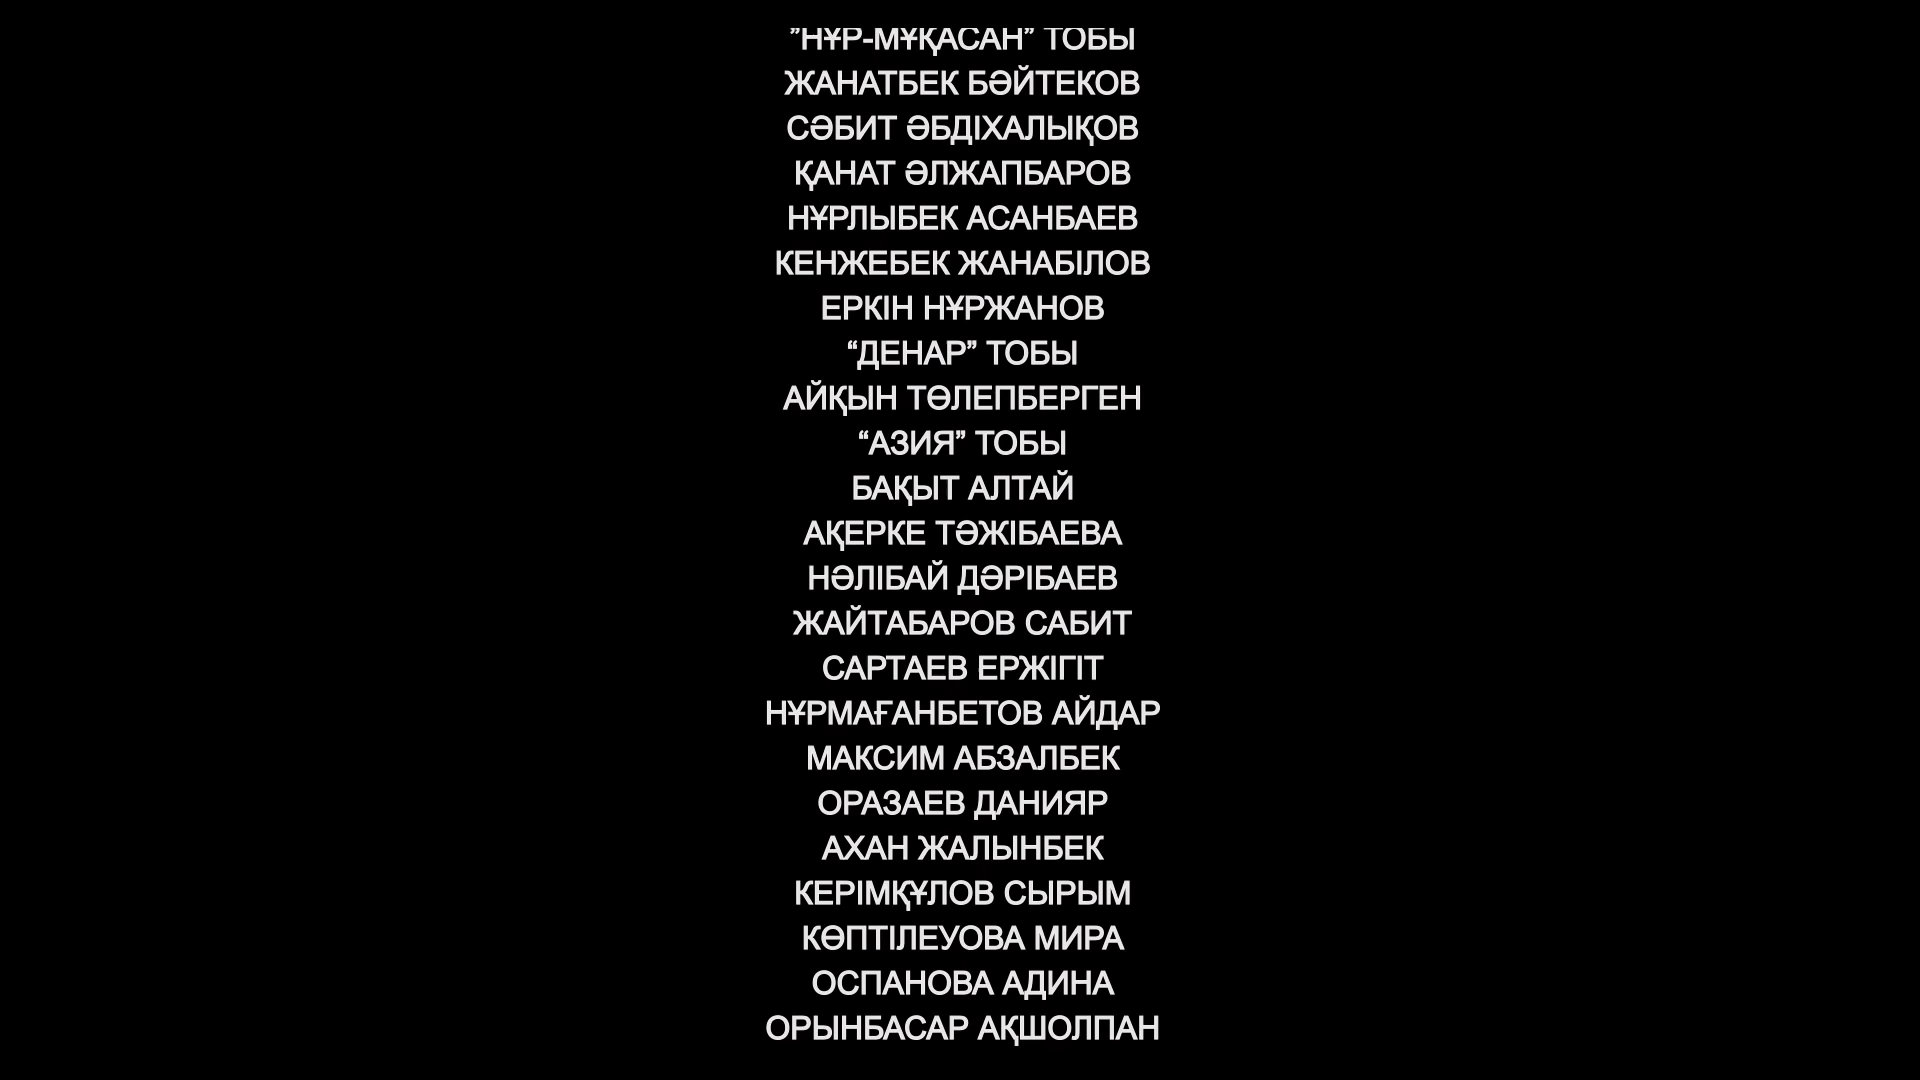 ”НҰР-МҰҚАСАН” ТОБЫ
ЖАНАТБЕК БӘЙТЕКОВ
СӘБИТ ӘБДІХАЛЫҚОВ
ҚАНАТ ӘЛЖАПБАРОВ
НҰРЛЫБЕК АСАНБАЕВ
КЕНЖЕБЕК ЖАНАБІЛОВ
ЕРКІН НҰРЖАНОВ
“ДЕНАР” ТОБЫ
АЙҚЫН ТӨЛЕПБЕРГЕН
“АЗИЯ” ТОБЫ
БАҚЫТ АЛТАЙ
АҚЕРКЕ ТӘЖІБАЕВА
НӘЛІБАЙ ДӘРІБАЕВ
ЖАЙТАБАРОВ САБИТ
САРТАЕВ ЕРЖІГІТ
НҰРМАҒАНБЕТОВ АЙДАР
МАКСИМ АБЗАЛБЕК
ОРАЗАЕВ ДАНИЯР
АХАН ЖАЛЫНБЕК
КЕРІМҚҰЛОВ СЫРЫМ
КӨПТІЛЕУОВА МИРА
ОСПАНОВА АДИНА
ОРЫНБАСАР АҚШОЛПАН